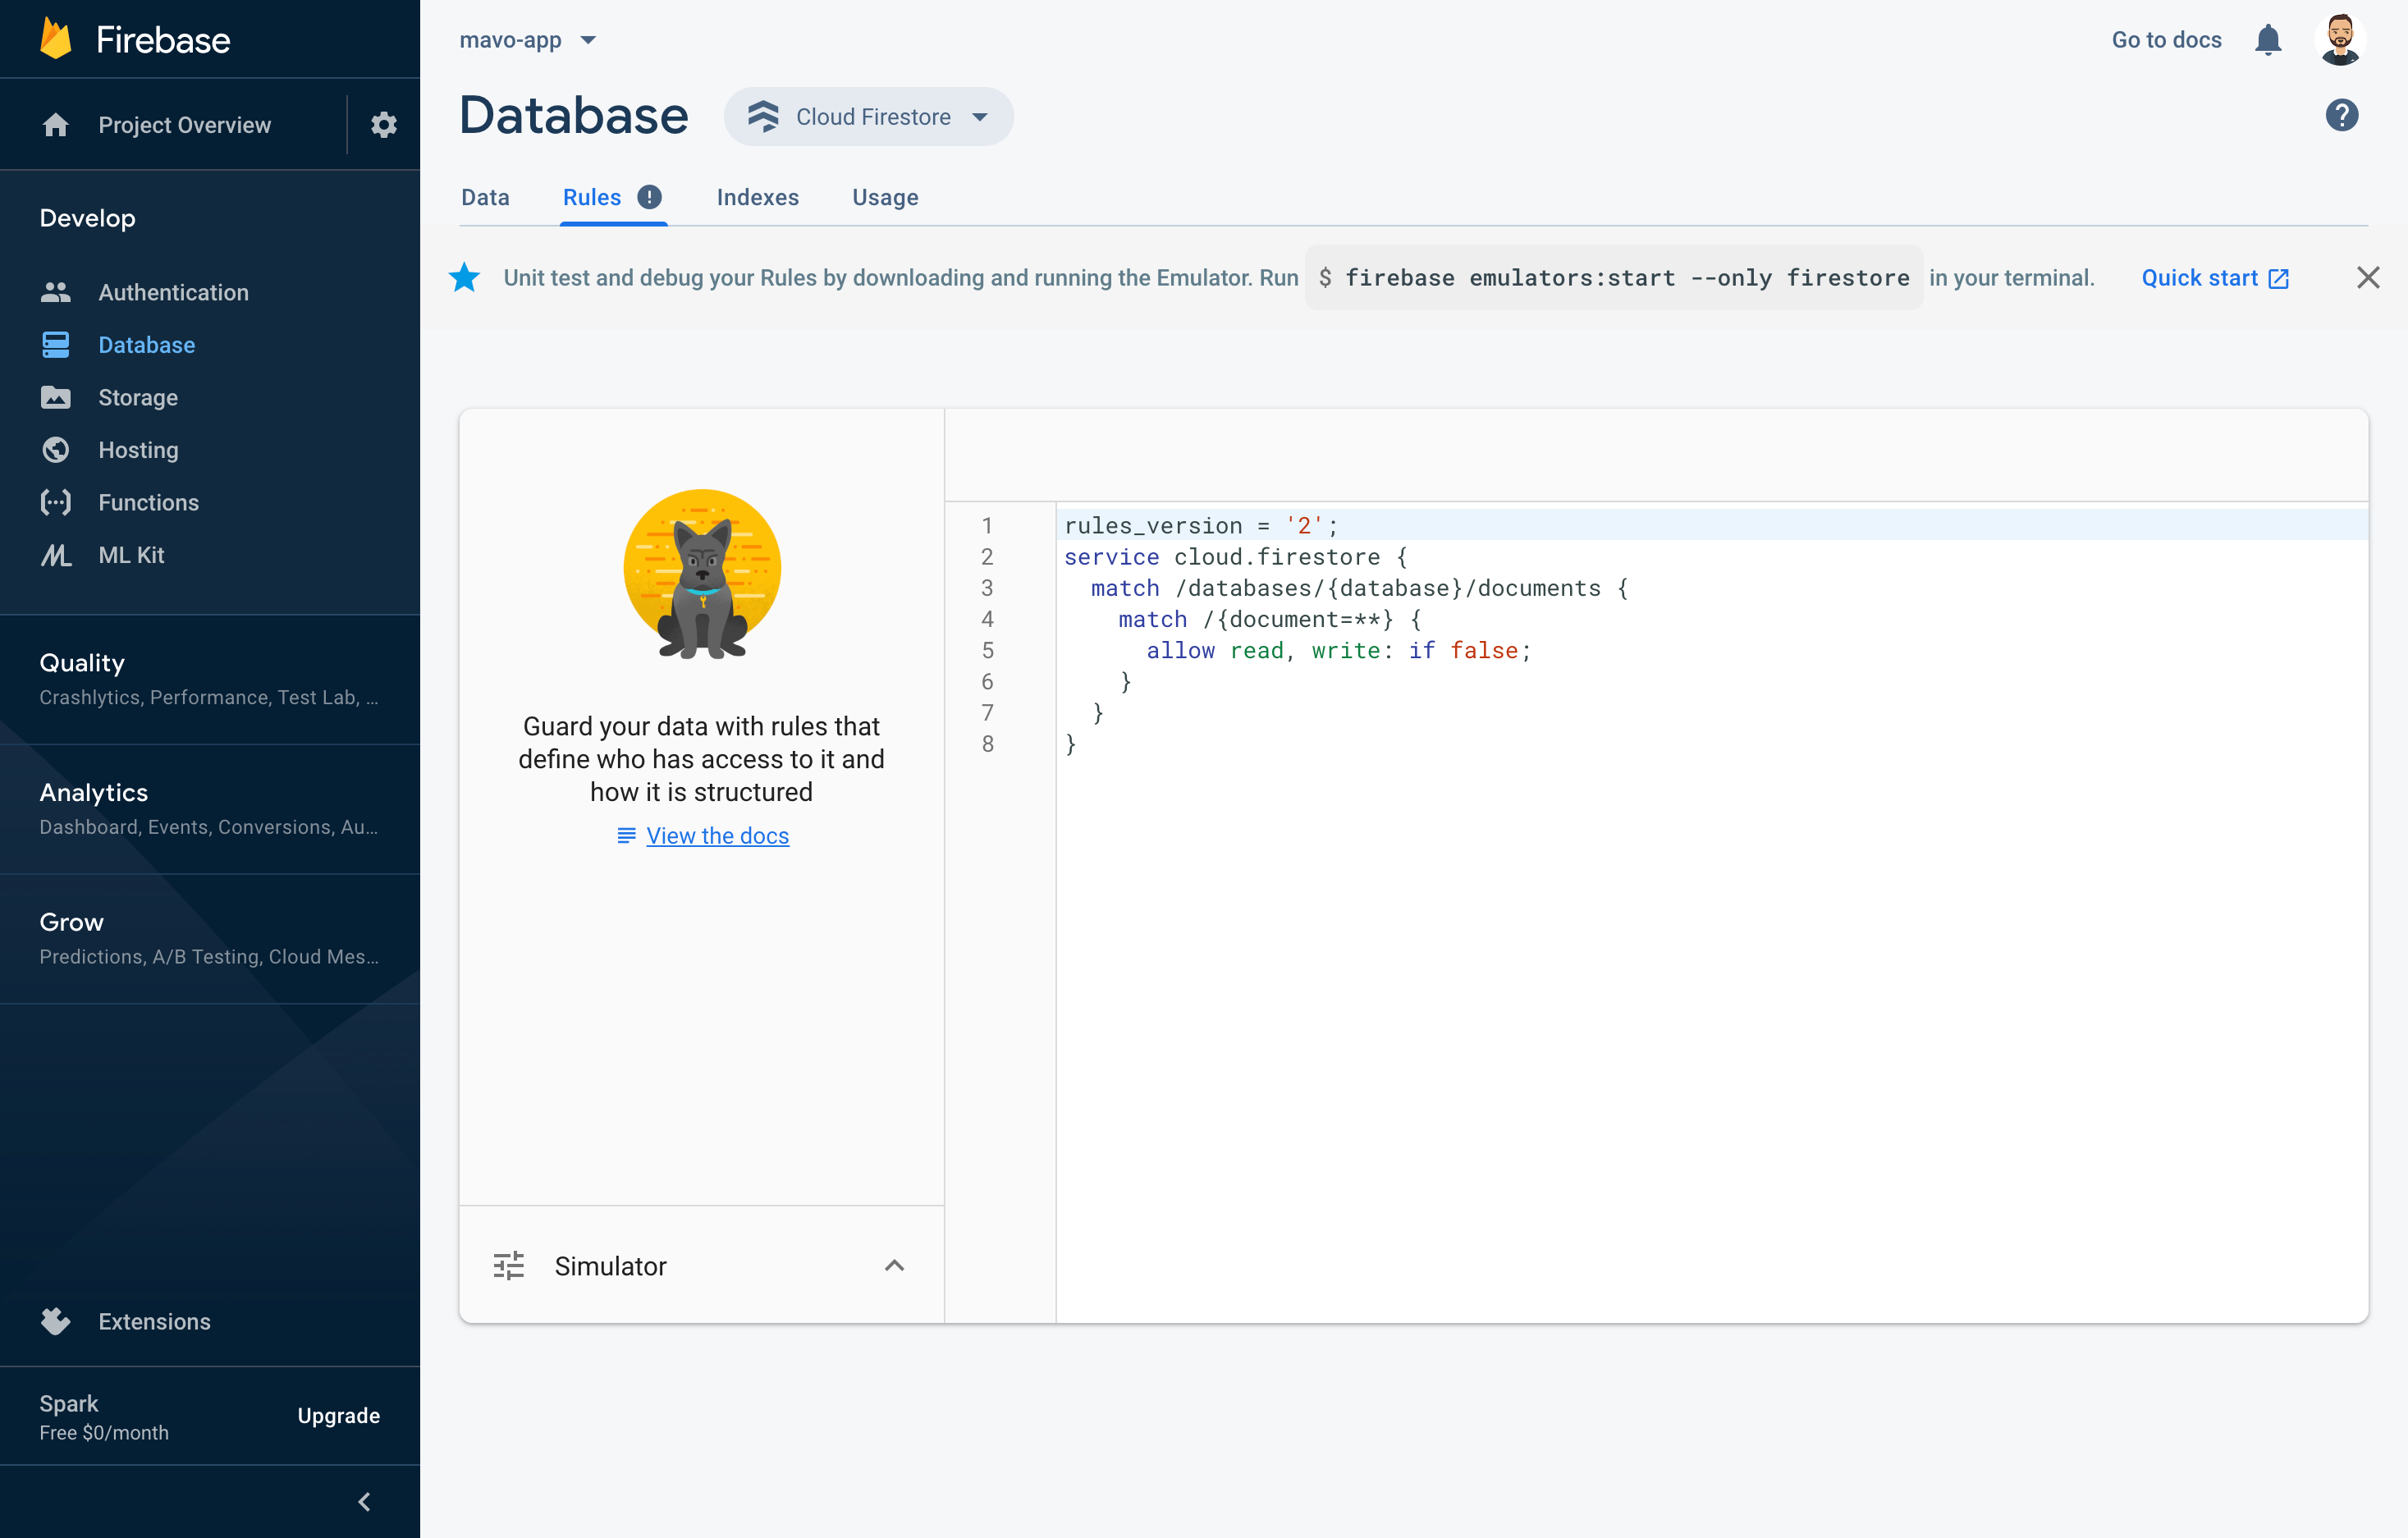 Firebase
Project Overview
Develop
Authentication
Database
Storage
Hosting
Functions
ML Kit
Quality
Crashlytics, Performance, Test Lab, …
Analytics
Dashboard, Events, Conversions, Au…
Grow
Predictions, A/B Testing, Cloud Mes…
Extensions
Spark
Free $0/month
Upgrade
mavo-app
Go to docs
Database
Cloud Firestore
Data
Rules
Indexes
Usage
Unit test and debug your Rules by downloading and running the Emulator. Run $ firebase emulators:start --only firestore in your terminal.
Quick start
Guard your data with rules that
define who has access to it and
how it is structured
View the docs
Simulator
1 rules_version = '2';
2 service cloud.firestore {
3   match /databases/{database}/documents {
4     match /{document=**} {
5       allow read, write: if false;
6     }
7   }
8 }